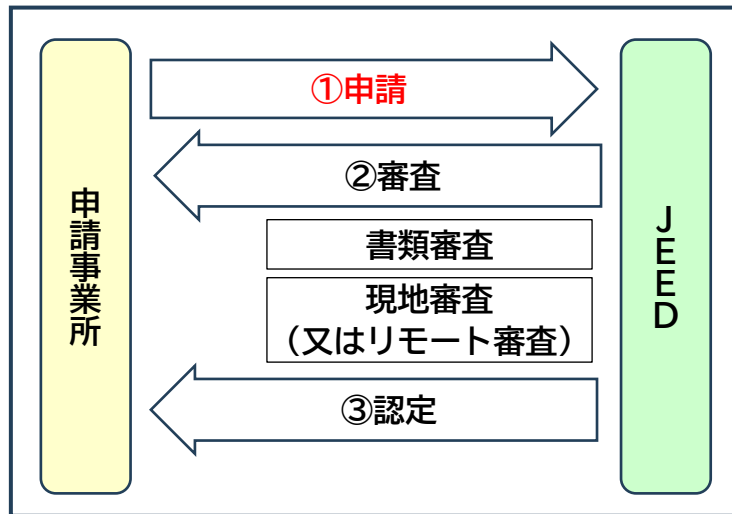 ①申請
②審査
書類審査
現地審査
（又はリモート審査）
③認定
申請事業所
JEED